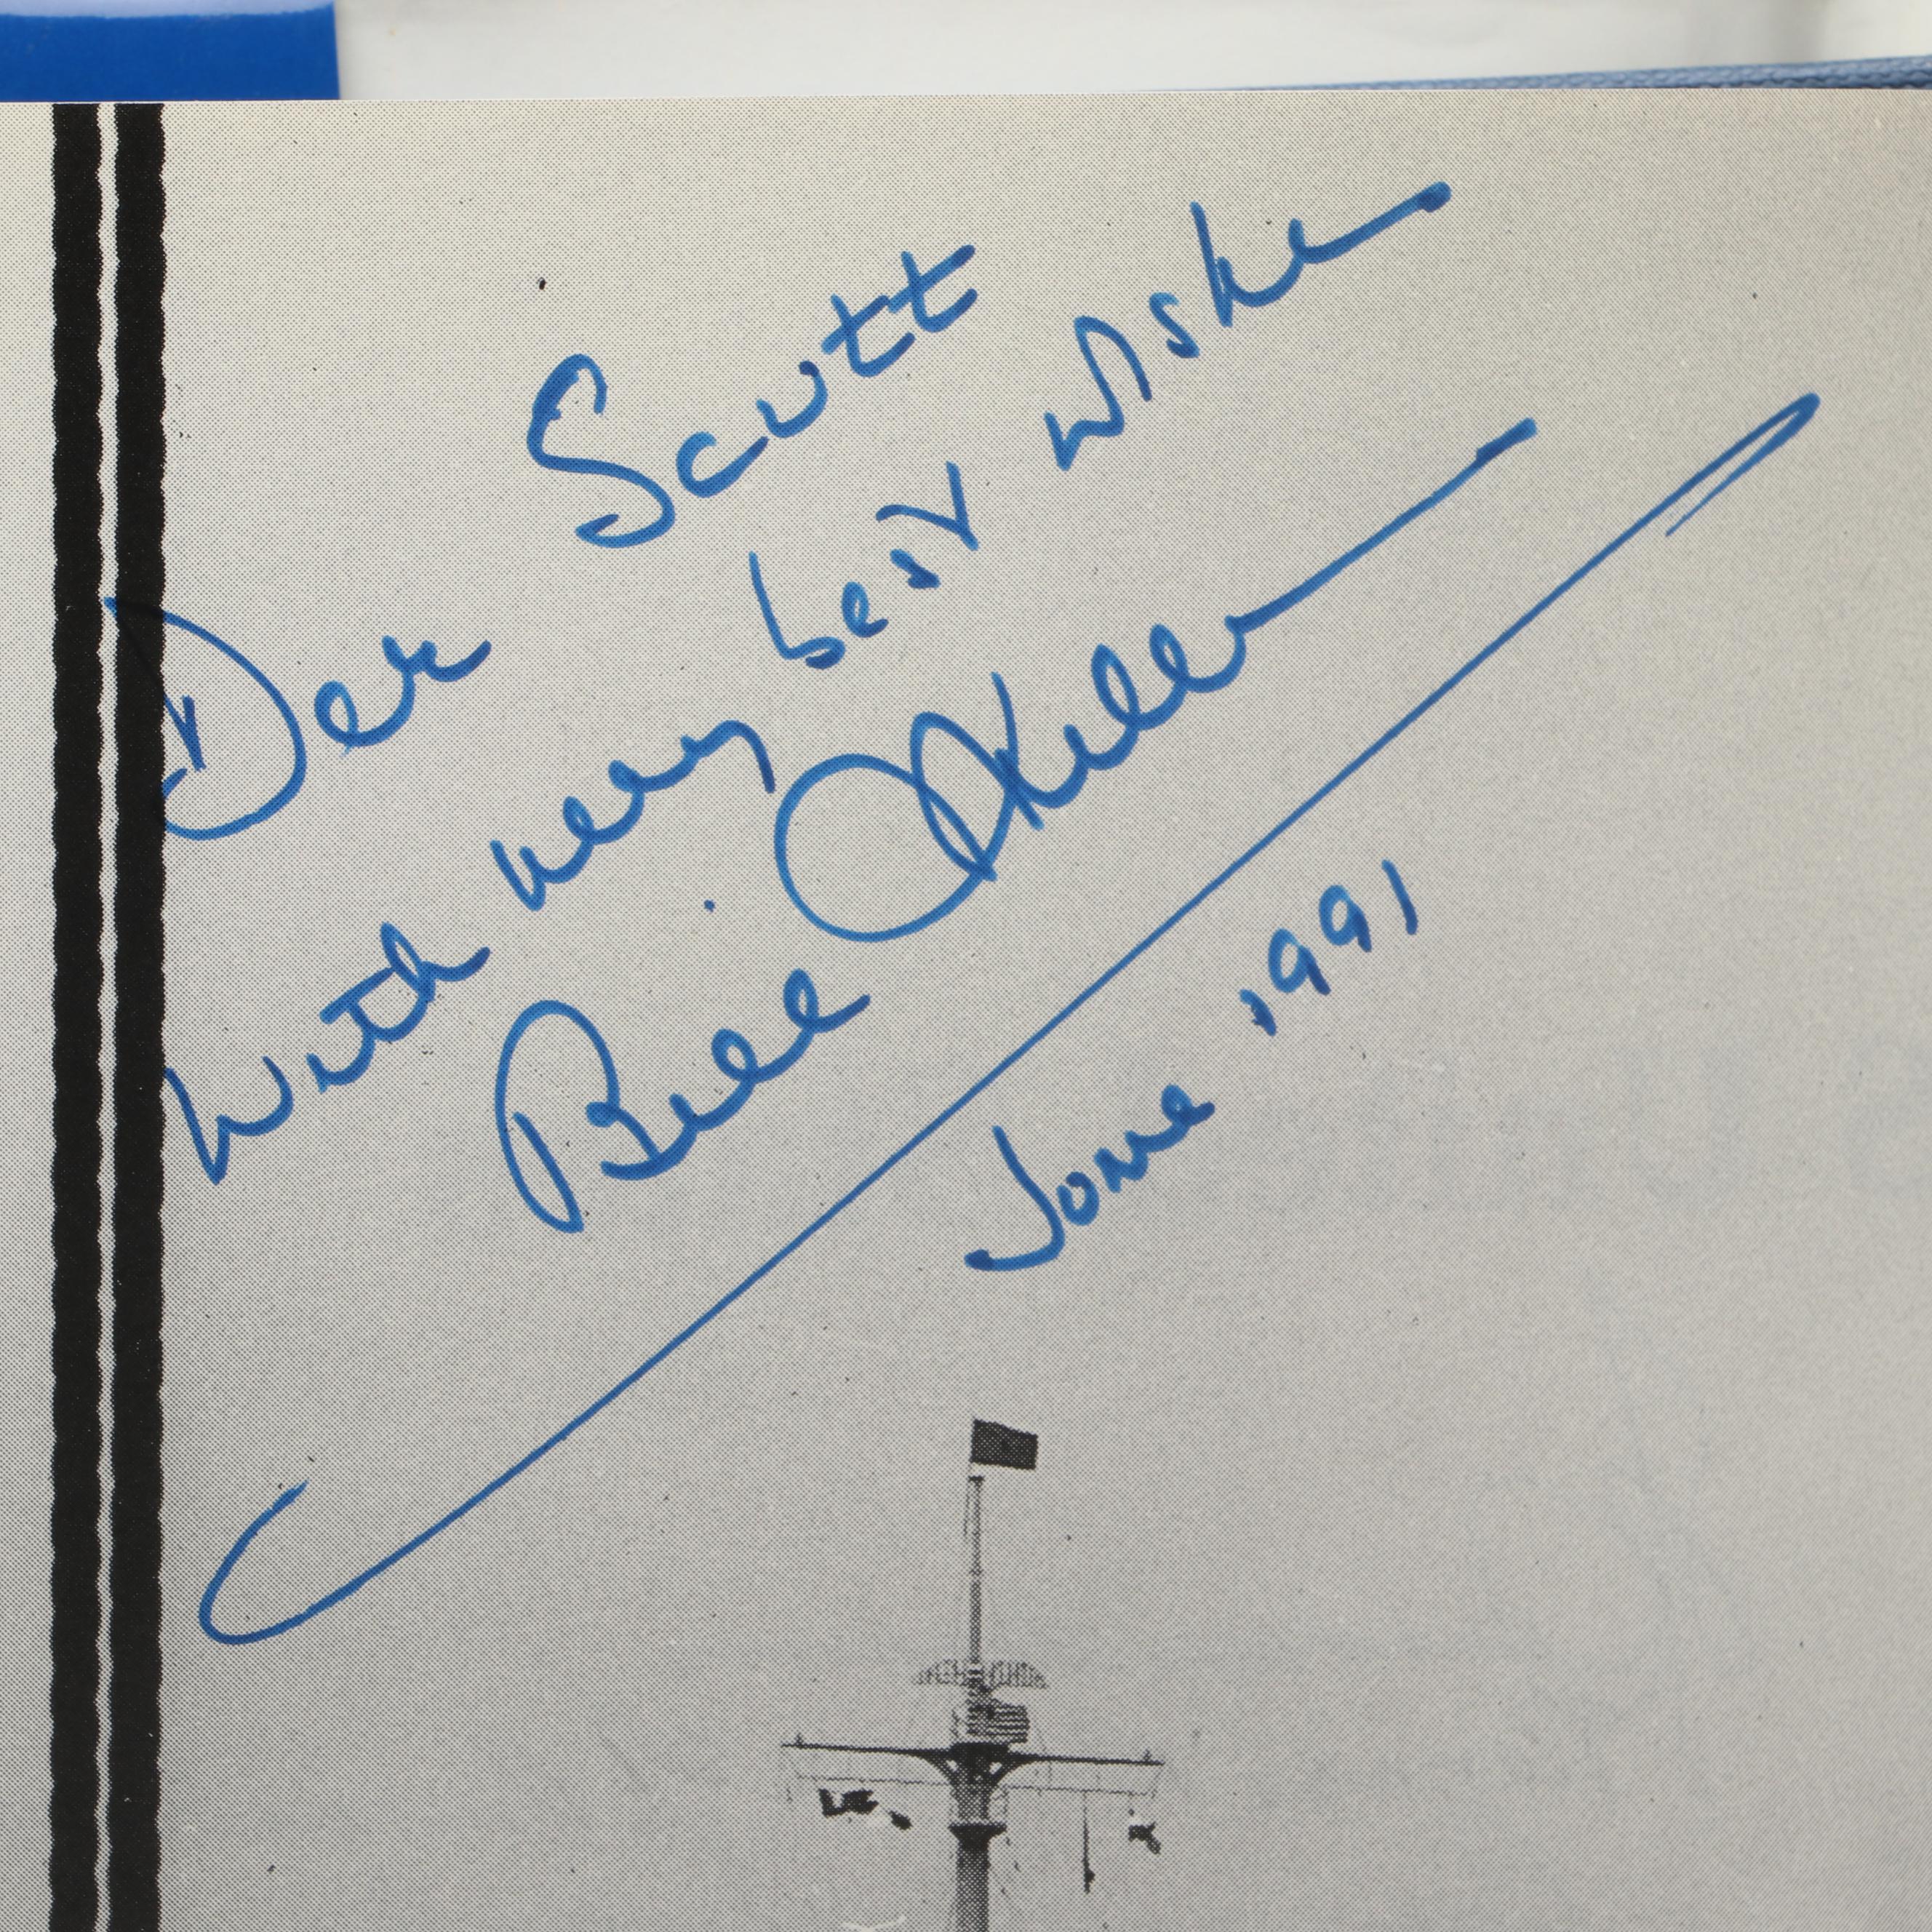 Dear Scott
With very best wishes
Bill
June 1991